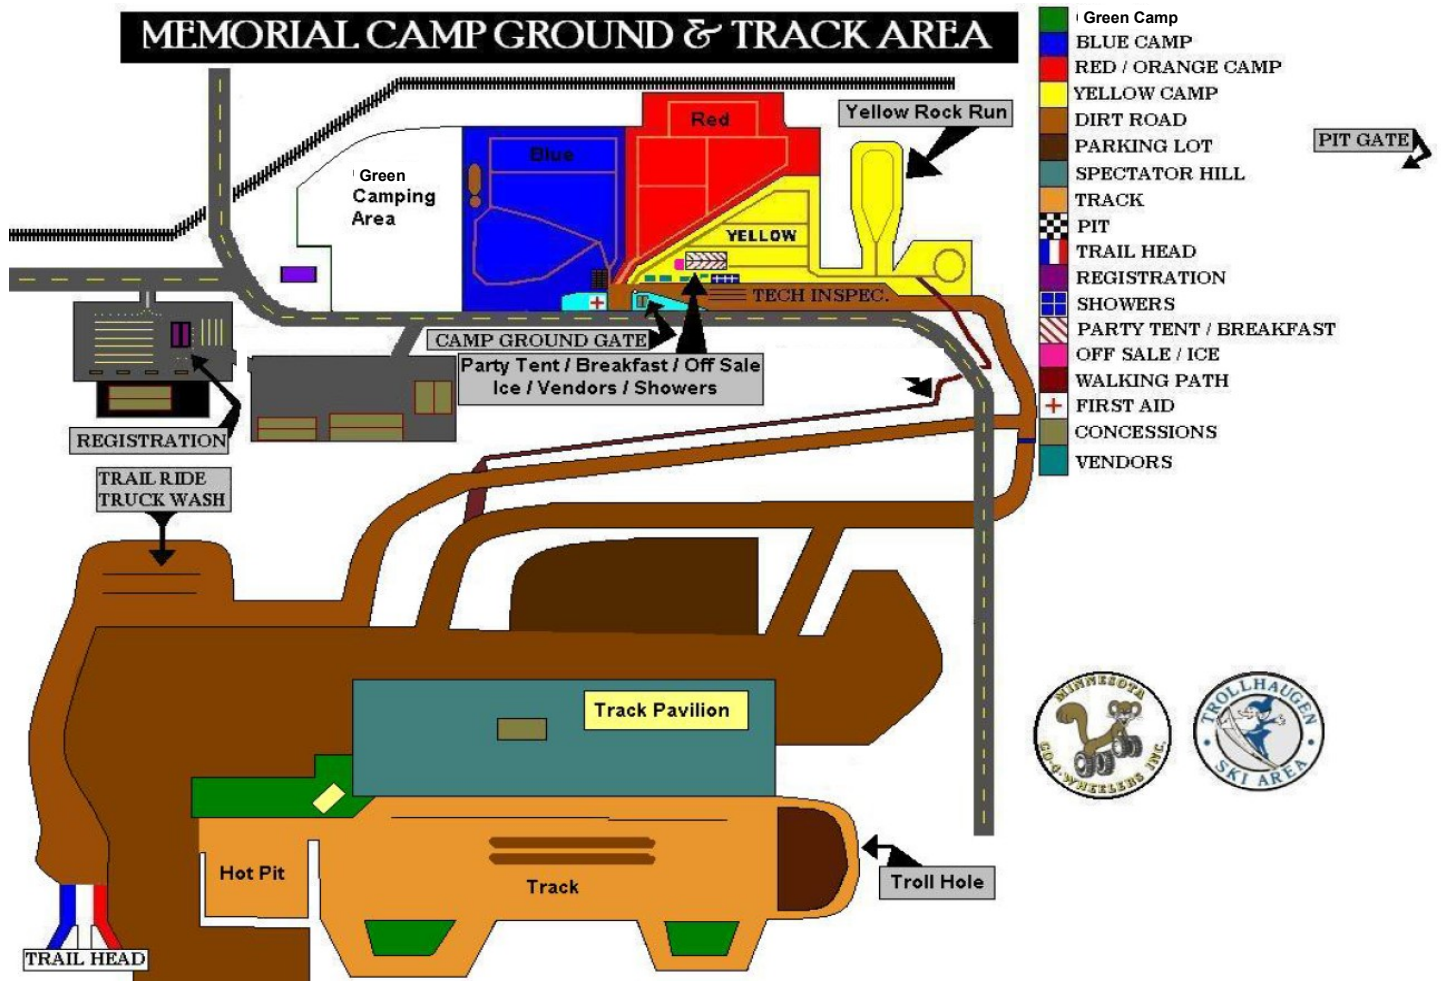 MEMORIAL CAMP GROUND & TRACK AREA
Green Camp
BLUE CAMP
RED / ORANGE CAMP
YELLOW CAMP
DIRT ROAD
PARKING LOT
SPECTATOR HILL
TRACK
PIT
TRAIL HEAD
REGISTRATION
SHOWERS
PARTY TENT / BREAKFAST
OFF SALE / ICE
WALKING PATH
FIRST AID
CONCESSIONS
VENDORS
PIT GATE
Yellow Rock Run
Red
Blue
Green
Camping
Area
YELLOW
TECH INSPEC.
CAMP GROUND GATE
Party Tent / Breakfast / Off Sale
Ice / Vendors / Showers
REGISTRATION
TRAIL RIDE
TRUCK WASH
Track Pavilion
Hot Pit
Track
Troll Hole
TRAIL HEAD
MINNESOTA
GO-4-WHEELERS INC.
TROLLHAUGEN
SKI AREA